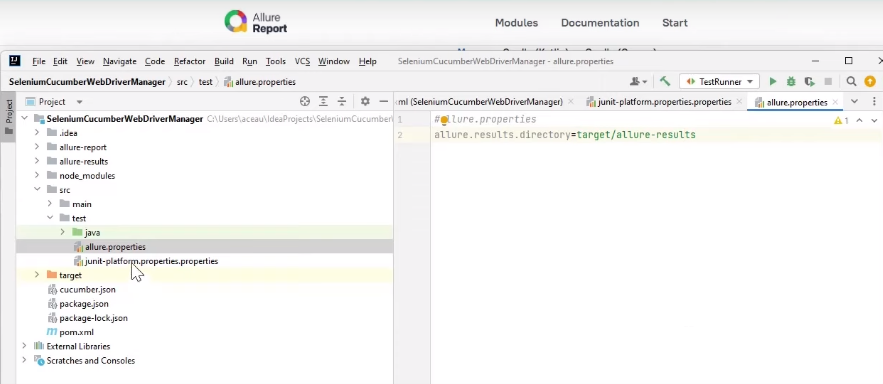 Allure
Report
Modules Documentation Start
File Edit View Navigate Code Refactor Build Run Tools VCS Window Help SeleniumCucumberWebDriverManager - allure.properties
SeleniumCucumberWebDriverManager src test allure.properties
TestRunner
Project
Project
.xml (SeleniumCucumberWebDriverManager) junit-platform.properties.properties allure.properties
SeleniumCucumberWebDriverManager C:\Users\aceau\IdeaProjects\SeleniumCucumber
.idea
allure-report
allure-results
node_modules
src
main
test
java
allure.properties
junit-platform.properties.properties
target
cucumber.json
package.json
package-lock.json
pom.xml
External Libraries
Scratches and Consoles
1 #allure.properties
2 allure.results.directory=target/allure-results
1